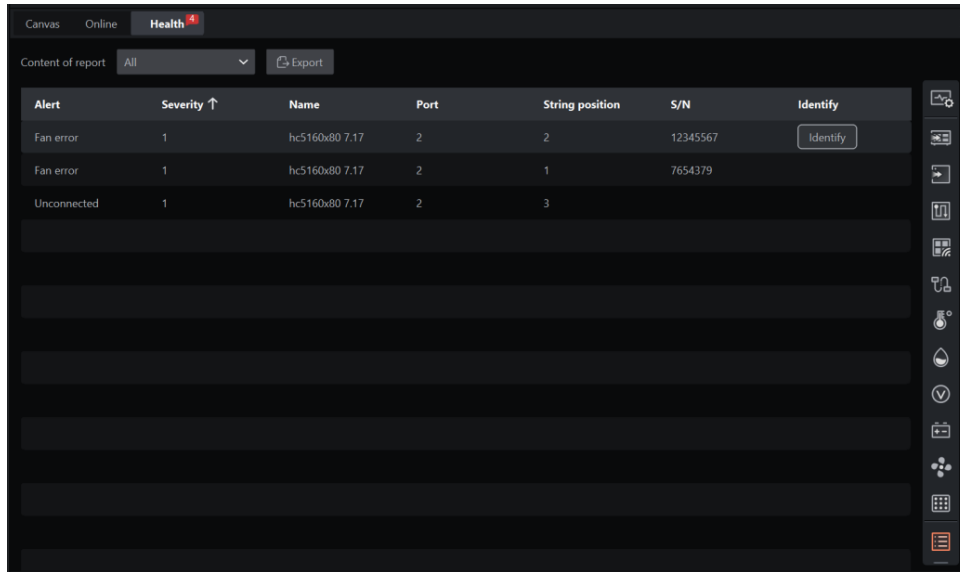 Canvas Online Health 4
Content of report All Export
Alert Severity ↑ Name Port String position S/N Identify
Fan error 1 hc5160x80 7.17 2 2 12345567 Identify
Fan error 1 hc5160x80 7.17 2 1 7654379
Unconnected 1 hc5160x80 7.17 2 3
V